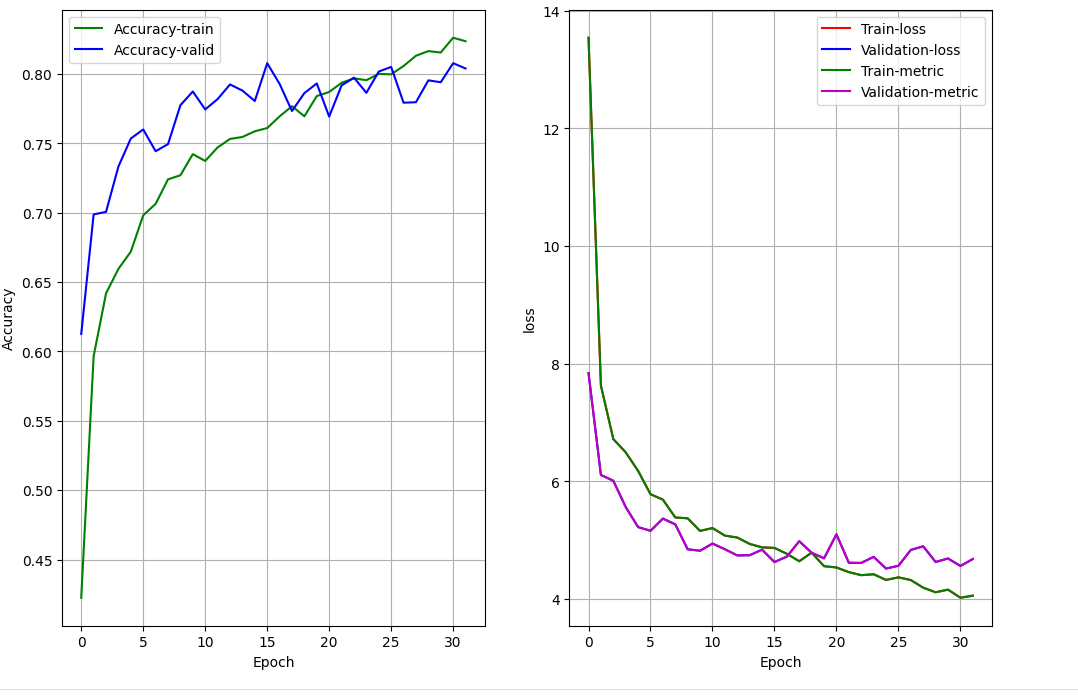 Accuracy-train
Accuracy-valid
0.80
0.75
0.70
0.65
0.60
0.55
0.50
0.45
Accuracy
0
5
10
15
20
25
30
Epoch
Train-loss
Validation-loss
Train-metric
Validation-metric
14
12
10
8
6
4
loss
0
5
10
15
20
25
30
Epoch